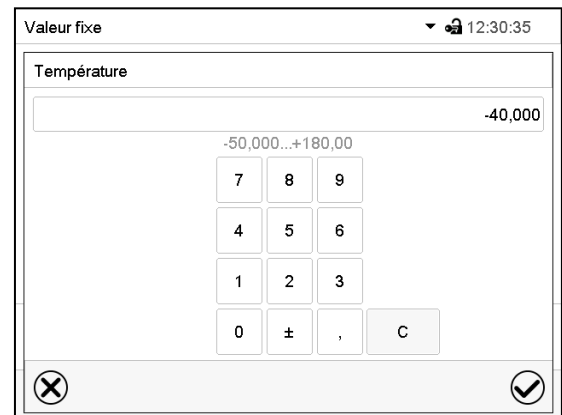 Valeur fixe 12:30:35
Température
-40,000
-50,000...+180,00
7 8 9
4 5 6
1 2 3
0 ± , C